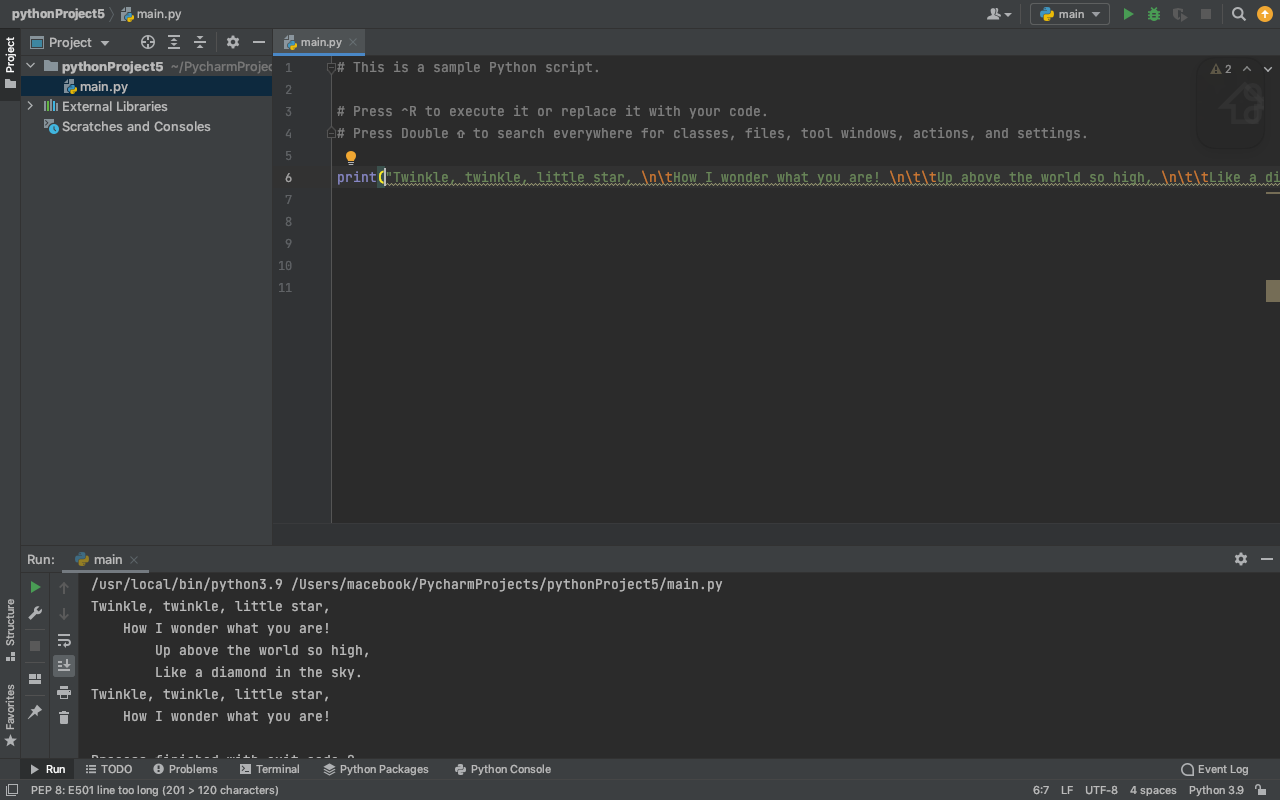 pythonProject5 main.py
main
Project
main.py
Project
pythonProject5 ~/PycharmProjec
main.py
External Libraries
Scratches and Consoles
1 # This is a sample Python script.
2
3 # Press ^R to execute it or replace it with your code.
4 # Press Double ⇧ to search everywhere for classes, files, tool windows, actions, and settings.
5
6 print("Twinkle, twinkle, little star, \n\tHow I wonder what you are! \n\t\tUp above the world so high, \n\t\tLike a di
7
8
9
10
11
2
Run: main
/usr/local/bin/python3.9 /Users/macebook/PycharmProjects/pythonProject5/main.py
Twinkle, twinkle, little star,
How I wonder what you are!
Up above the world so high,
Like a diamond in the sky.
Twinkle, twinkle, little star,
How I wonder what you are!
Process finished with exit code 0
Structure
Favorites
Run TODO Problems Terminal Python Packages Python Console Event Log
PEP 8: E501 line too long (201 > 120 characters) 6:7 LF UTF-8 4 spaces Python 3.9